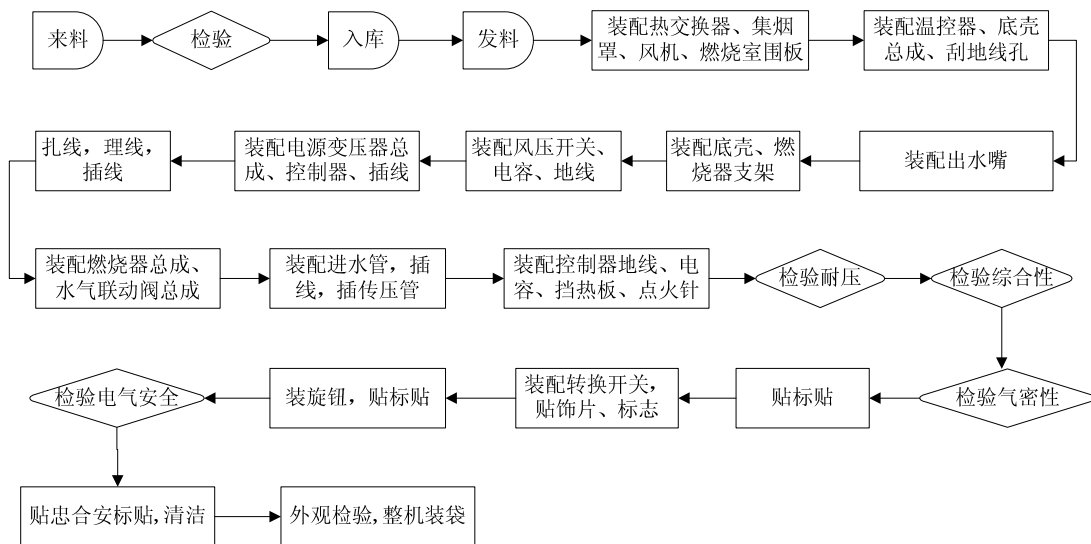 来料
检验
入库
发料
装配热交换器、集烟
罩、风机、燃烧室围板
装配温控器、底壳
总成、刮地线孔
装配出水嘴
装配底壳、燃
烧器支架
装配风压开关、
电容、地线
装配电源变压器总
成、控制器、插线
扎线，理线，
插线
装配燃烧器总成、
水气联动阀总成
装配进水管，插
线，插传压管
装配控制器地线、电
容、挡热板、点火针
检验耐压
检验综合性
检验气密性
贴标贴
装配转换开关，
贴饰片、标志
装旋钮，贴标贴
检验电气安全
贴忠合安标贴,清洁
外观检验,整机装袋